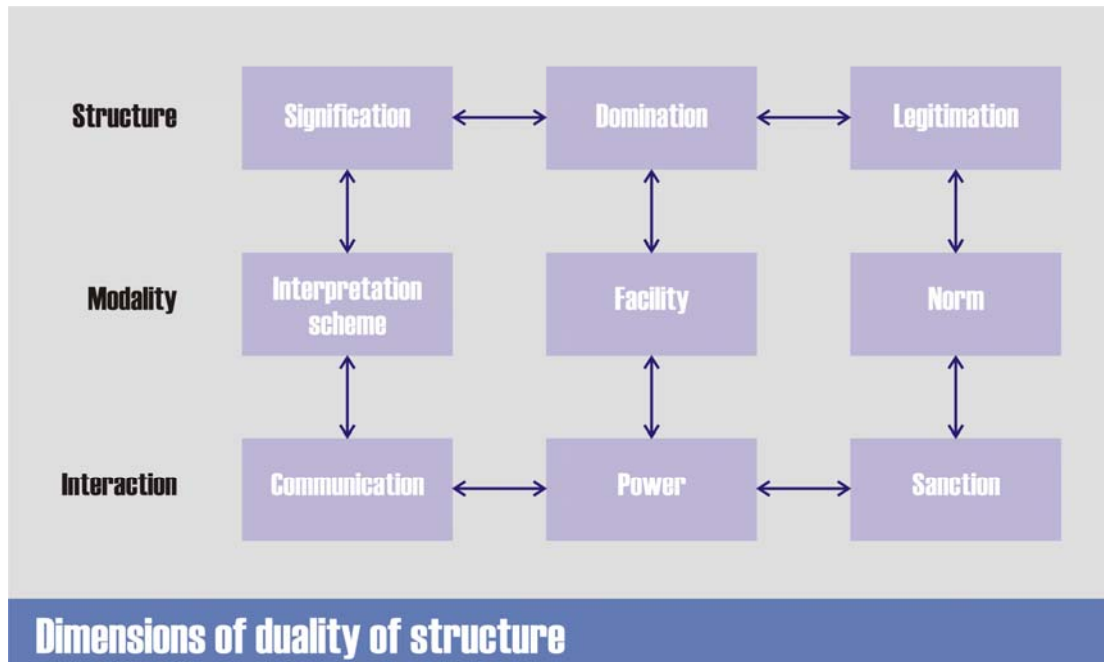 Structure
Signification
Domination
Legitimation
Modality
Interpretation
scheme
Facility
Norm
Interaction
Communication
Power
Sanction
Dimensions of duality of structure